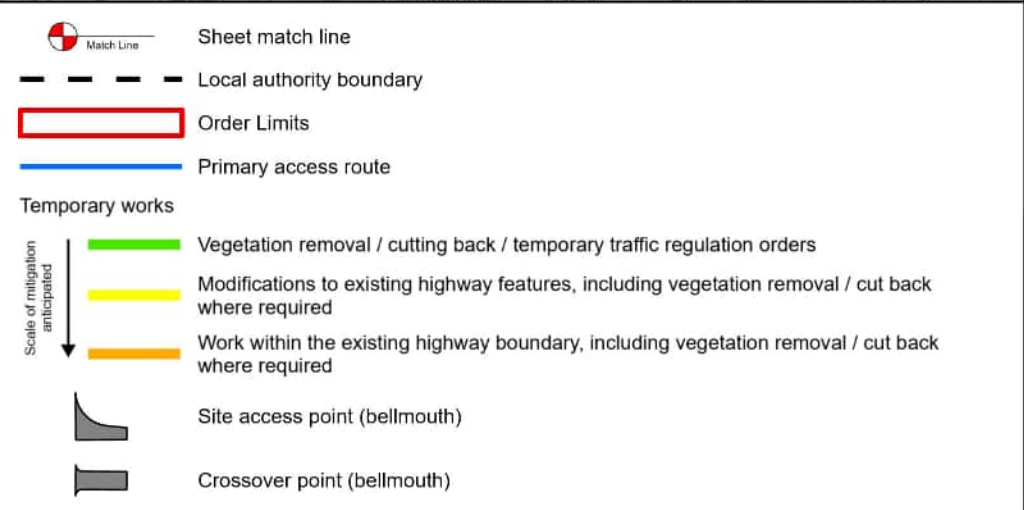 Match Line
Sheet match line
Local authority boundary
Order Limits
Primary access route
Temporary works
Scale of mitigation
anticipated
Vegetation removal / cutting back / temporary traffic regulation orders
Modifications to existing highway features, including vegetation removal / cut back
where required
Work within the existing highway boundary, including vegetation removal / cut back
where required
Site access point (bellmouth)
Crossover point (bellmouth)